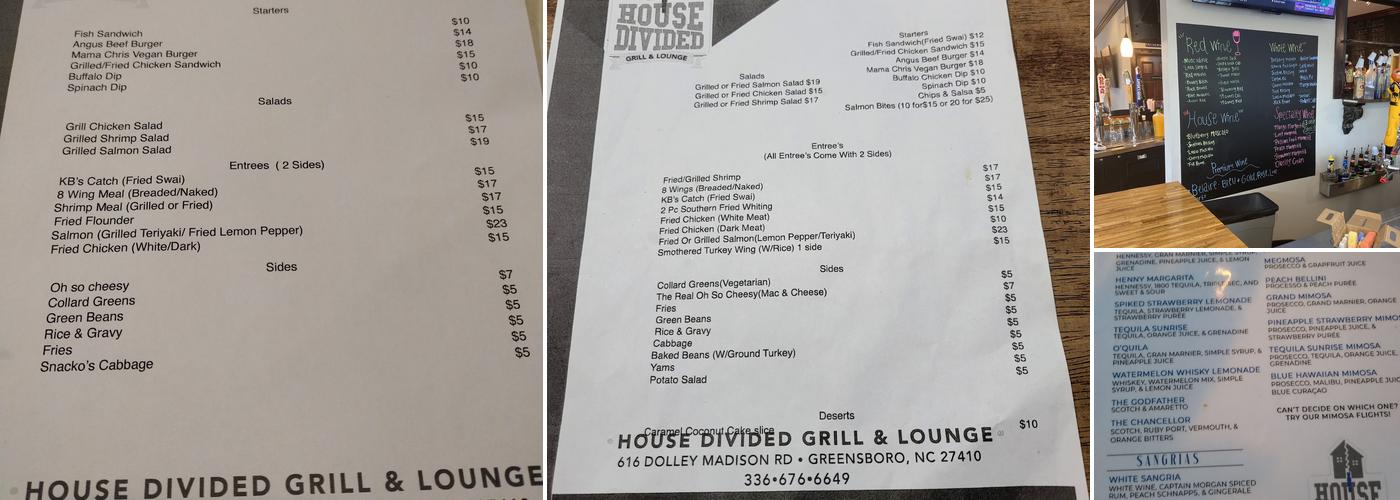 Starters
Fish Sandwich $10
Angus Beef Burger $14
Mama Chris Vegan Burger $18
Grilled/Fried Chicken Sandwich $15
Buffalo Dip $10
Spinach Dip $10
Salads
Grill Chicken Salad $15
Grilled Shrimp Salad $17
Grilled Salmon Salad $19
Entrees ( 2 Sides)
KB's Catch (Fried Swai) $15
8 Wing Meal (Breaded/Naked) $17
Shrimp Meal (Grilled or Fried) $17
Fried Flounder $15
Salmon (Grilled Teriyaki/ Fried Lemon Pepper) $23
Fried Chicken (White/Dark) $15
Sides
Oh so cheesy $7
Collard Greens $5
Green Beans $5
Rice & Gravy $5
Fries $5
Snacko's Cabbage $5
HOUSE DIVIDED GRILL & LOUNGE
HOUSE
DIVIDED
GRILL & LOUNGE
Starters
Fish Sandwich(Fried Swai) $12
Grilled/Fried Chicken Sandwich $15
Angus Beef Burger $14
Mama Chris Vegan Burger $18
Buffalo Chicken Dip $10
Spinach Dip $10
Chips & Salsa $5
Salmon Bites (10 for$15 or 20 for $25)
Salads
Grilled or Fried Salmon Salad $19
Grilled or Fried Chicken Salad $15
Grilled or Fried Shrimp Salad $17
Entree's
(All Entree's Come With 2 Sides)
Fried/Grilled Shrimp $17
8 Wings (Breaded/Naked) $17
KB's Catch (Fried Swai) $15
2 Pc Southern Fried Whiting $14
Fried Chicken (White Meat) $15
Fried Chicken (Dark Meat) $10
Fried Or Grilled Salmon(Lemon Pepper/Teriyaki) $23
Smothered Turkey Wing (W/Rice) 1 side $15
Sides
Collard Greens(Vegetarian) $5
The Real Oh So Cheesy(Mac & Cheese) $7
Fries $5
Green Beans $5
Rice & Gravy $5
Cabbage $5
Baked Beans (W/Ground Turkey) $5
Yams $5
Potato Salad $5
Deserts
Caramel Coconut Cake slice $10
HOUSE DIVIDED GRILL & LOUNGE
616 DOLLEY MADISON RD • GREENSBORO, NC 27410
336•676•6649
"Red Wine"
White Wine"
"House Wine"
Blueberry Moscato
Specialty Wine
Premium Wine
Belaire- Bleu • Gold, Rose, Lux
HENNESSY, GRAN MARNIER, SIMPLE SYRUP,
GRENADINE, PINEAPPLE JUICE, & LEMON
JUICE
HENNY MARGARITA
HENNESSY, 1800 TEQUILA, TRIPLE SEC, AND
SWEET & SOUR
SPIKED STRAWBERRY LEMONADE
TEQUILA, STRAWBERRY LEMONADE, &
STRAWBERRY PURÉE
TEQUILA SUNRISE
TEQUILA, ORANGE JUICE, & GRENADINE
O'QUILA
TEQUILA, GRAN MARNIER, SIMPLE SYRUP, &
PINEAPPLE JUICE
WATERMELON WHISKY LEMONADE
WHISKEY, WATERMELON MIX, SIMPLE
SYRUP, & LEMON JUICE
THE GODFATHER
SCOTCH & AMARETTO
THE CHANCELLOR
SCOTCH, RUBY PORT, VERMOUTH, &
ORANGE BITTERS
SANGRIAS
WHITE SANGRIA
WHITE WINE, CAPTAIN MORGAN SPICED
RUM, PEACH SCHNAPPS, & GINGERALE
MEGMOSA
PROSECCO & GRAPFRUIT JUICE
PEACH BELLINI
PROCESSO & PEACH PURÉE
GRAND MIMOSA
PROSECCO, GRAND MARNIER, ORANGE
JUICE
PINEAPPLE STRAWBERRY MIMOS
PROSECCO, PINEAPPLE JUICE, &
STRAWBERRY PURÉE
TEQUILA SUNRISE MIMOSA
PROSECCO, TEQUILA, ORANGE JUICE,
GRENADINE
BLUE HAWAIIAN MIMOSA
PROSECCO, MALIBU, PINEAPPLE JUIC
BLUE CURAÇAO
CAN'T DECIDE ON WHICH ONE?
TRY OUR MIMOSA FLIGHTS!
HOUSE